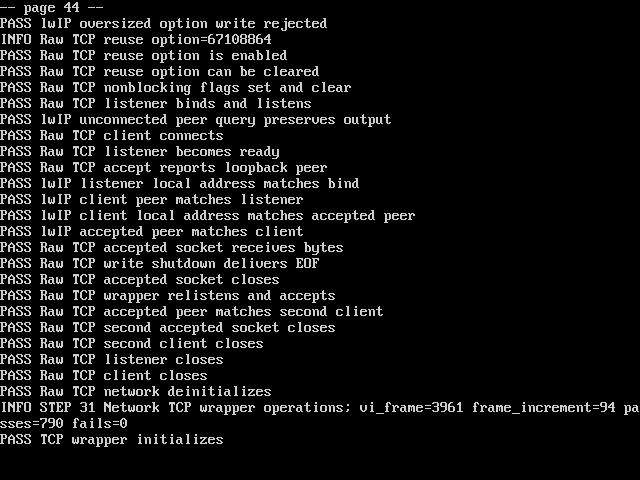 -- page 44 --
PASS lwIP oversized option write rejected
INFO Raw TCP reuse option=67108864
PASS Raw TCP reuse option is enabled
PASS Raw TCP reuse option can be cleared
PASS Raw TCP nonblocking flags set and clear
PASS Raw TCP listener binds and listens
PASS lwIP unconnected peer query preserves output
PASS Raw TCP client connects
PASS Raw TCP listener becomes ready
PASS Raw TCP accept reports loopback peer
PASS lwIP listener local address matches bind
PASS lwIP client peer matches listener
PASS lwIP client local address matches accepted peer
PASS lwIP accepted peer matches client
PASS Raw TCP accepted socket receives bytes
PASS Raw TCP write shutdown delivers EOF
PASS Raw TCP accepted socket closes
PASS Raw TCP wrapper relistens and accepts
PASS Raw TCP accepted peer matches second client
PASS Raw TCP second accepted socket closes
PASS Raw TCP second client closes
PASS Raw TCP listener closes
PASS Raw TCP client closes
PASS Raw TCP network deinitializes
INFO STEP 31 Network TCP wrapper operations; vi_frame=3961 frame_increment=94 pa
sses=790 fails=0
PASS TCP wrapper initializes